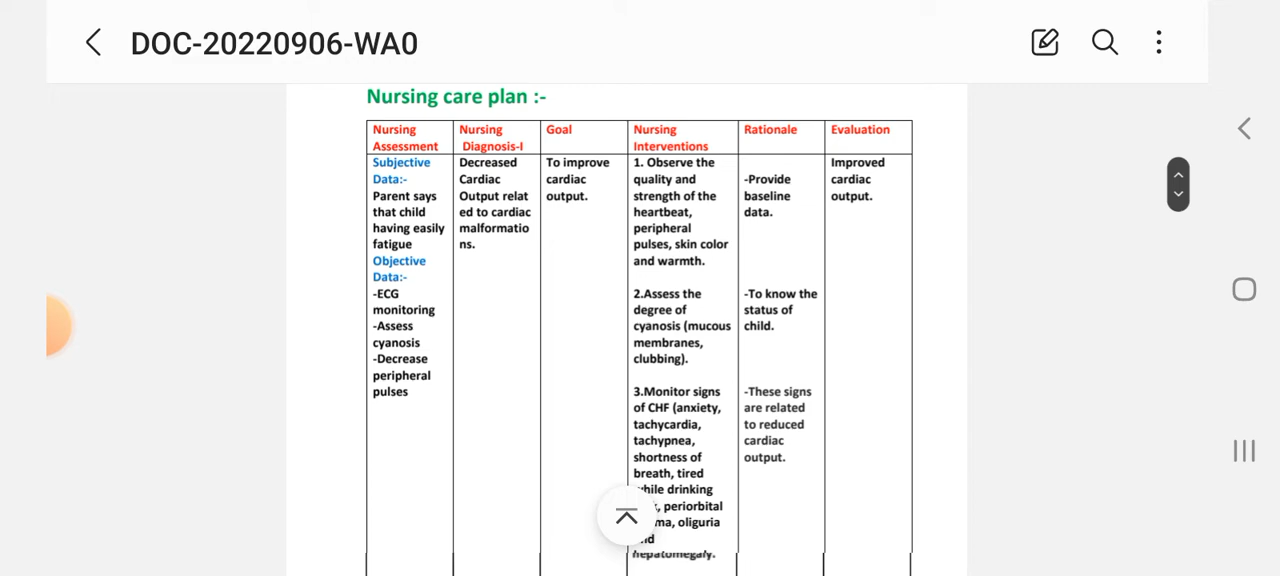 DOC-20220906-WA0
Nursing care plan :-
Nursing
Assessment
Nursing
Diagnosis-I
Goal
Nursing
Interventions
Rationale
Evaluation
Subjective
Data:-
Parent says
that child
having easily
fatigue
Objective
Data:-
-ECG
monitoring
-Assess
cyanosis
-Decrease
peripheral
pulses
Decreased
Cardiac
Output relat
ed to cardiac
malformatio
ns.
To improve
cardiac
output.
1. Observe the
quality and
strength of the
heartbeat,
peripheral
pulses, skin color
and warmth.
2.Assess the
degree of
cyanosis (mucous
membranes,
clubbing).
3.Monitor signs
of CHF (anxiety,
tachycardia,
tachypnea,
shortness of
breath, tired
while drinking
periorbital
oliguria
hepatomegaly.
-Provide
baseline
data.
-To know the
status of
child.
-These signs
are related
to reduced
cardiac
output.
Improved
cardiac
output.